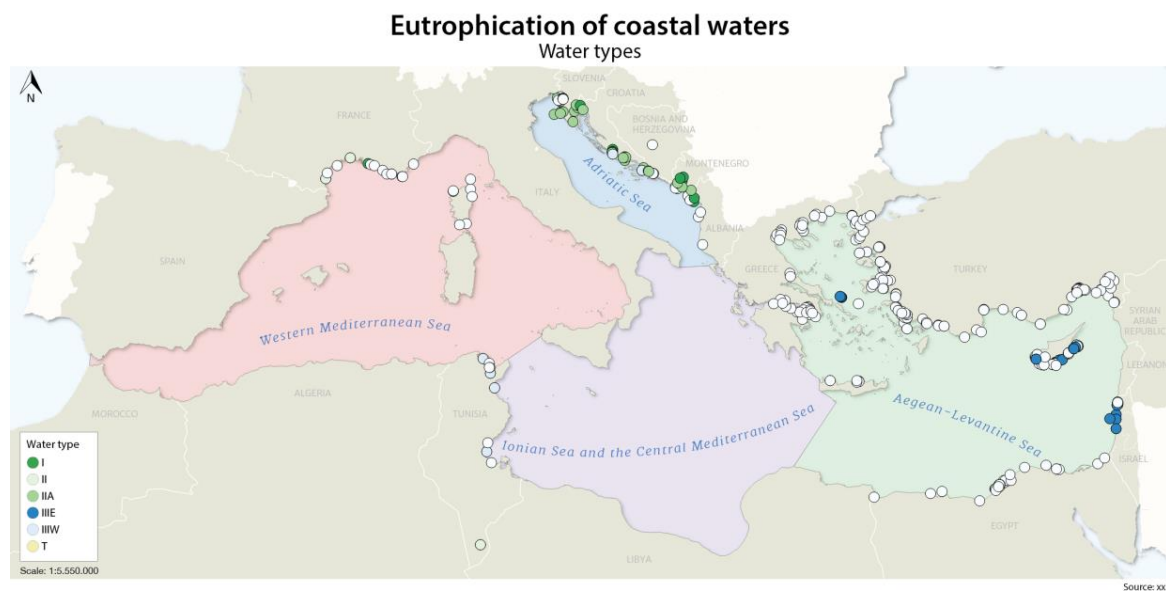 Eutrophication of coastal waters
Water types
N
SLOVENIA
CROATIA
FRANCE
BOSNIA AND
HERZEGOVINA
MONTENEGRO
Adriatic Sea
ITALY
ALBANIA
SPAIN
GREECE
TURKEY
SYRIAN
ARAB
REPUBLIC
Western Mediterranean Sea
LEBANON
ALGERIA
MOROCCO
TUNISIA
Aegean-Levantine Sea
Ionian Sea and the Central Mediterranean Sea
ISRAEL
EGYPT
LIBYA
Water type
I
II
IIA
IIIE
IIIW
T
Scale: 1:5.550.000
Source: xx